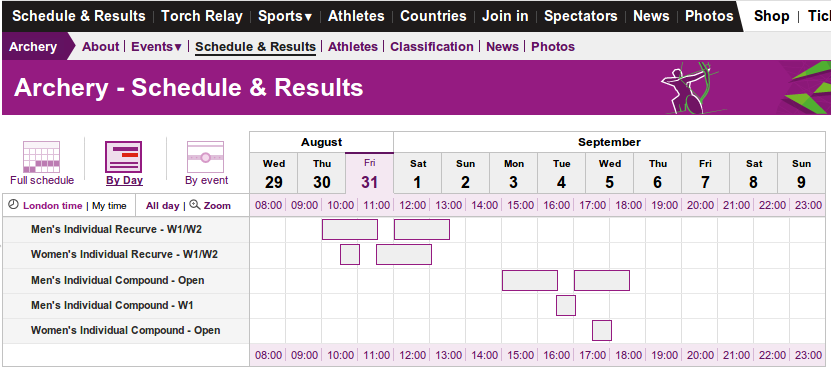 Schedule & Results Torch Relay Sports▾ Athletes Countries Join in Spectators News Photos Shop
Archery About Events▾ Schedule & Results Athletes Classification News Photos
Archery - Schedule & Results
August September
Full schedule By Day By event
Wed Thu Fri Sat Sun Mon Tue Wed Thu Fri Sat Sun
29 30 31 1 2 3 4 5 6 7 8 9
London time | My time All day | Zoom
08:00 09:00 10:00 11:00 12:00 13:00 14:00 15:00 16:00 17:00 18:00 19:00 20:00 21:00 22:00 23:00
Men's Individual Recurve - W1/W2
Women's Individual Recurve - W1/W2
Men's Individual Compound - Open
Men's Individual Compound - W1
Women's Individual Compound - Open
08:00 09:00 10:00 11:00 12:00 13:00 14:00 15:00 16:00 17:00 18:00 19:00 20:00 21:00 22:00 23:00